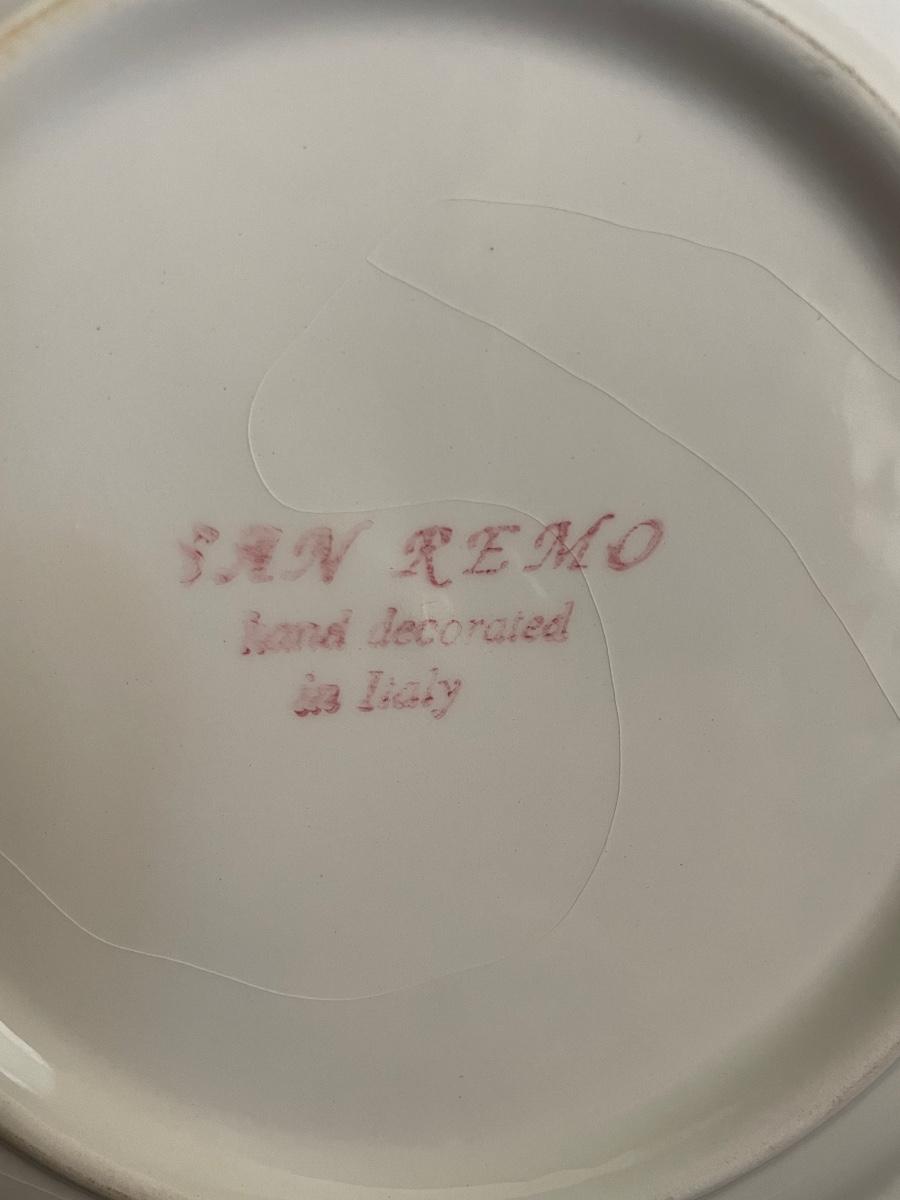 SAN REMO
hand decorated
in Italy